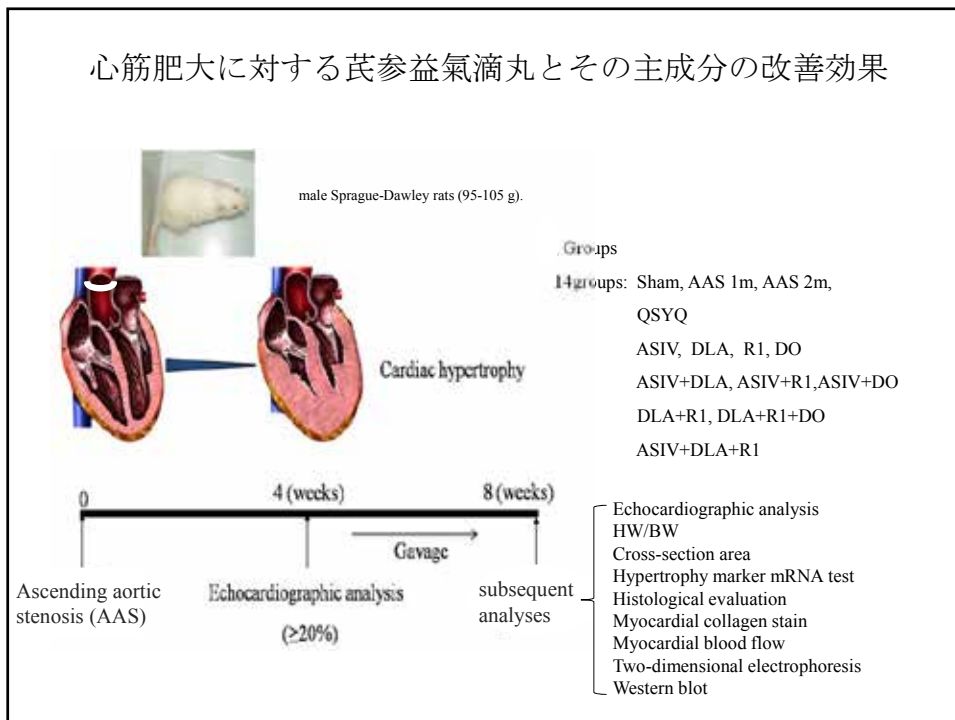 心筋肥大に対する芪参益氣滴丸とその主成分の改善効果
male Sprague-Dawley rats (95-105 g).
Groups
14groups: Sham, AAS 1m, AAS 2m,
QSYQ
ASIV, DLA, R1, DO
ASIV+DLA, ASIV+R1,ASIV+DO
DLA+R1, DLA+R1+DO
ASIV+DLA+R1
Cardiac hypertrophy
0
4 (weeks)
8 (weeks)
Gavage
Ascending aortic
stenosis (AAS)
Echocardiographic analysis
(≥20%)
subsequent
analyses
Echocardiographic analysis
HW/BW
Cross-section area
Hypertrophy marker mRNA test
Histological evaluation
Myocardial collagen stain
Myocardial blood flow
Two-dimensional electrophoresis
Western blot